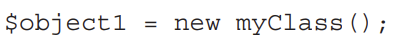 $object1 = new myClass();